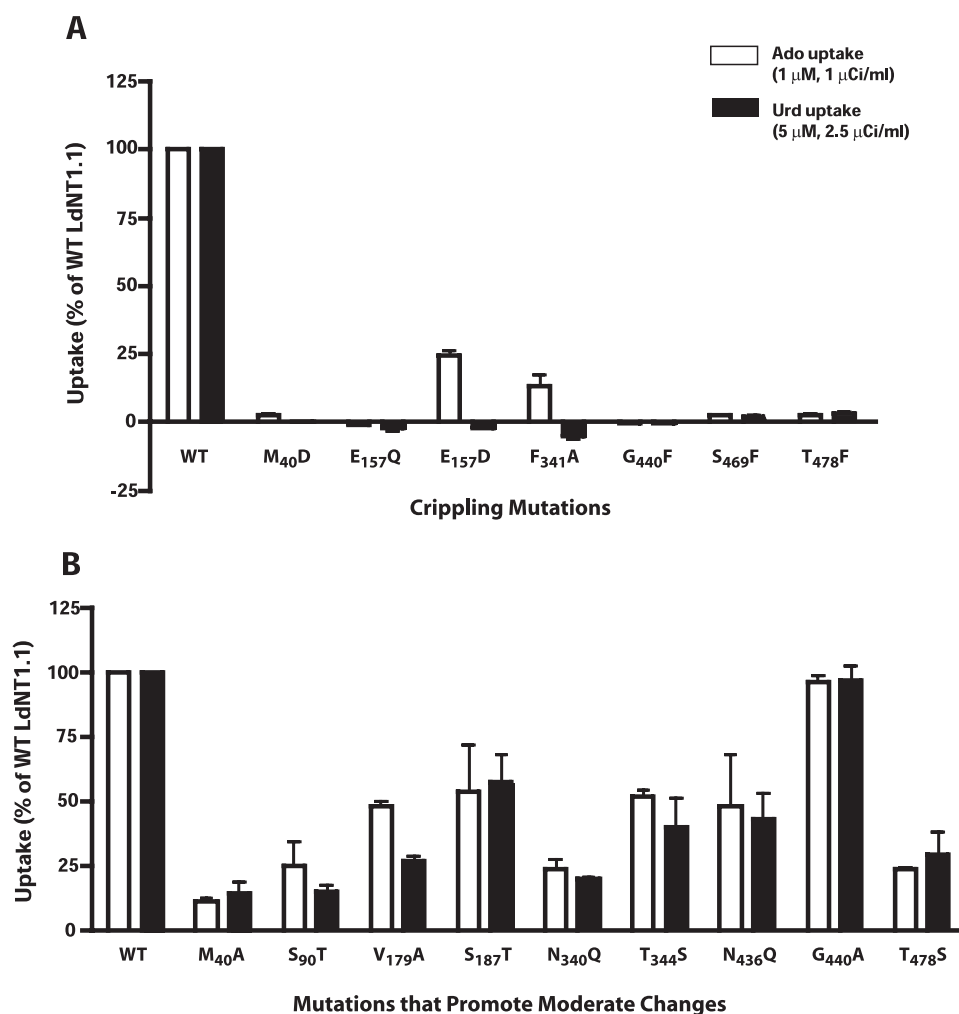 A
Ado uptake
(1 μM, 1 μCi/ml)
Urd uptake
(5 μM, 2.5 μCi/ml)
Uptake (% of WT LdNT1.1)
125
100
75
50
25
0
-25
WT M40D E157Q E157D F341A G440F S469F T478F
Crippling Mutations
B
Uptake (% of WT LdNT1.1)
125
100
75
50
25
0
WT M40A S90T V179A S187T N340Q T344S N436Q G440A T478S
Mutations that Promote Moderate Changes